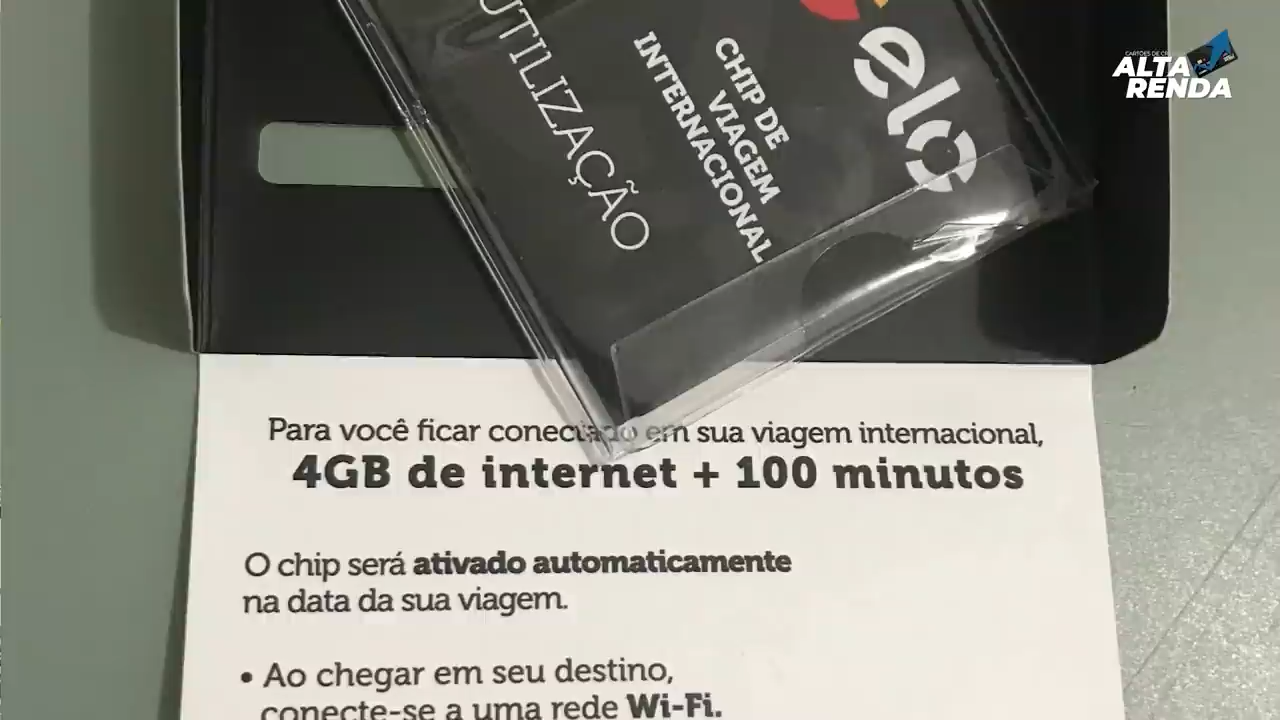 elo
CHIP DE
VIAGEM
INTERNACIONAL
UTILIZAÇÃO
CARTÕES DE
ALTA
RENDA
Para você ficar conectado em sua viagem internacional,
4GB de internet + 100 minutos
O chip será ativado automaticamente
na data da sua viagem.
• Ao chegar em seu destino,
conecte-se a uma rede Wi-Fi.